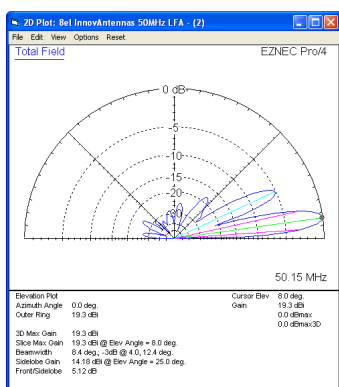 2D Plot: 8el InnovAntennas 50MHz LFA - (2)
File Edit View Options Reset
Total Field EZNEC Pro/4
0 dB
-5
-10
-15
-20
-30
50.15 MHz
Elevation Plot Cursor Elev 8.0 deg.
Azimuth Angle 0.0 deg. Gain 19.3 dBi
Outer Ring 19.3 dBi 0.0 dBmax
0.0 dBmax3D
3D Max Gain 19.3 dBi
Slice Max Gain 19.3 dBi @ Elev Angle = 8.0 deg.
Beamwidth 8.4 deg.; -3dB @ 4.0, 12.4 deg.
Sidelobe Gain 14.18 dBi @ Elev Angle = 25.0 deg.
Front/Sidelobe 5.12 dB